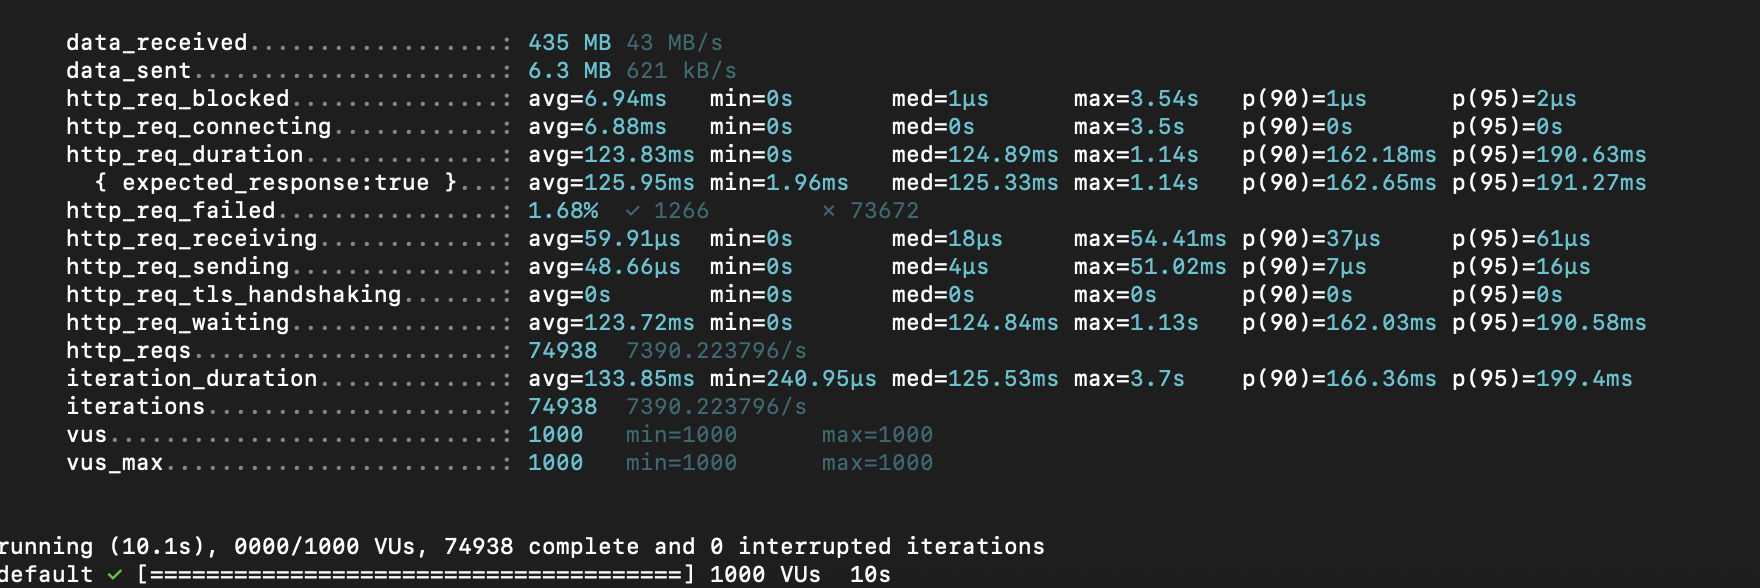 data_received..................: 435 MB 43 MB/s
data_sent......................: 6.3 MB 621 kB/s
http_req_blocked...............: avg=6.94ms min=0s med=1µs max=3.54s p(90)=1µs p(95)=2µs
http_req_connecting............: avg=6.88ms min=0s med=0s max=3.5s p(90)=0s p(95)=0s
http_req_duration..............: avg=123.83ms min=0s med=124.89ms max=1.14s p(90)=162.18ms p(95)=190.63ms
{ expected_response:true }...: avg=125.95ms min=1.96ms med=125.33ms max=1.14s p(90)=162.65ms p(95)=191.27ms
http_req_failed................: 1.68% ✓ 1266 ✗ 73672
http_req_receiving.............: avg=59.91µs min=0s med=18µs max=54.41ms p(90)=37µs p(95)=61µs
http_req_sending...............: avg=48.66µs min=0s med=4µs max=51.02ms p(90)=7µs p(95)=16µs
http_req_tls_handshaking.......: avg=0s min=0s med=0s max=0s p(90)=0s p(95)=0s
http_req_waiting...............: avg=123.72ms min=0s med=124.84ms max=1.13s p(90)=162.03ms p(95)=190.58ms
http_reqs......................: 74938 7390.223796/s
iteration_duration.............: avg=133.85ms min=240.95µs med=125.53ms max=3.7s p(90)=166.36ms p(95)=199.4ms
iterations.....................: 74938 7390.223796/s
vus............................: 1000 min=1000 max=1000
vus_max........................: 1000 min=1000 max=1000
running (10.1s), 0000/1000 VUs, 74938 complete and 0 interrupted iterations
default ✓ [======================================] 1000 VUs 10s